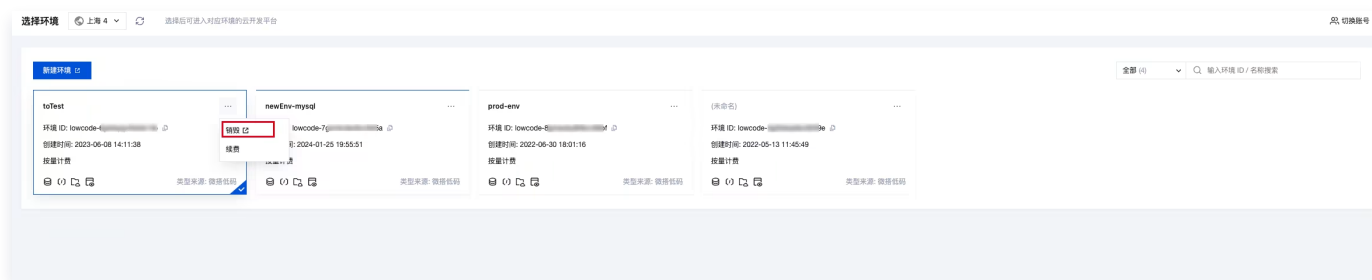 选择环境 上海 4 选择后可进入对应环境的云开发平台 切换账号
新建环境 全部 (4) 输入环境 ID / 名称搜索
toTest ... newEnv-mysql ... prod-env ... (未命名) ...
环境 ID: lowcode- 销毁 lowcode-7g a 环境 ID: lowcode-8 环境 ID: lowcode- 9e
创建时间: 2023-06-08 14:11:38 续费 : 2024-01-25 19:55:51 创建时间: 2022-06-30 18:01:16 创建时间: 2022-05-13 11:45:49
按量计费 按量计费 按量计费 按量计费
类型来源: 微搭低码 类型来源: 微搭低码 类型来源: 微搭低码 类型来源: 微搭低码